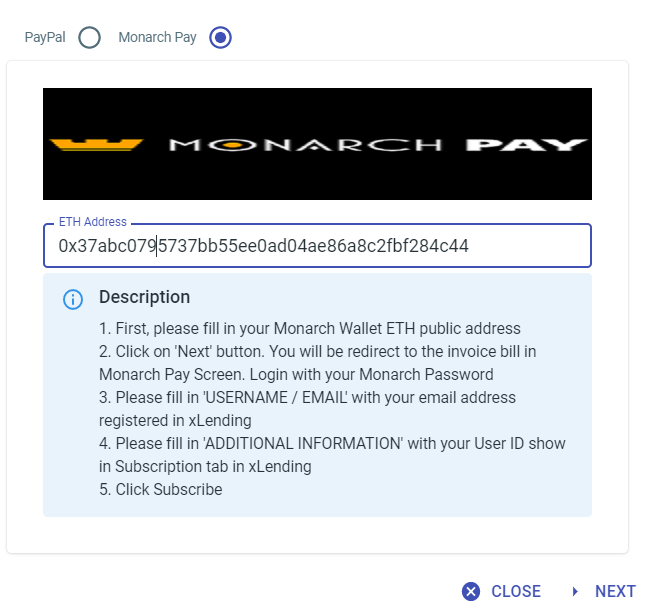 PayPal Monarch Pay
MONARCH PAY
ETH Address
0x37abc0795737bb55ee0ad04ae86a8c2fbf284c44
Description
1. First, please fill in your Monarch Wallet ETH public address
2. Click on 'Next' button. You will be redirect to the invoice bill in
Monarch Pay Screen. Login with your Monarch Password
3. Please fill in 'USERNAME / EMAIL' with your email address
registered in xLending
4. Please fill in 'ADDITIONAL INFORMATION' with your User ID show
in Subscription tab in xLending
5. Click Subscribe
CLOSE NEXT